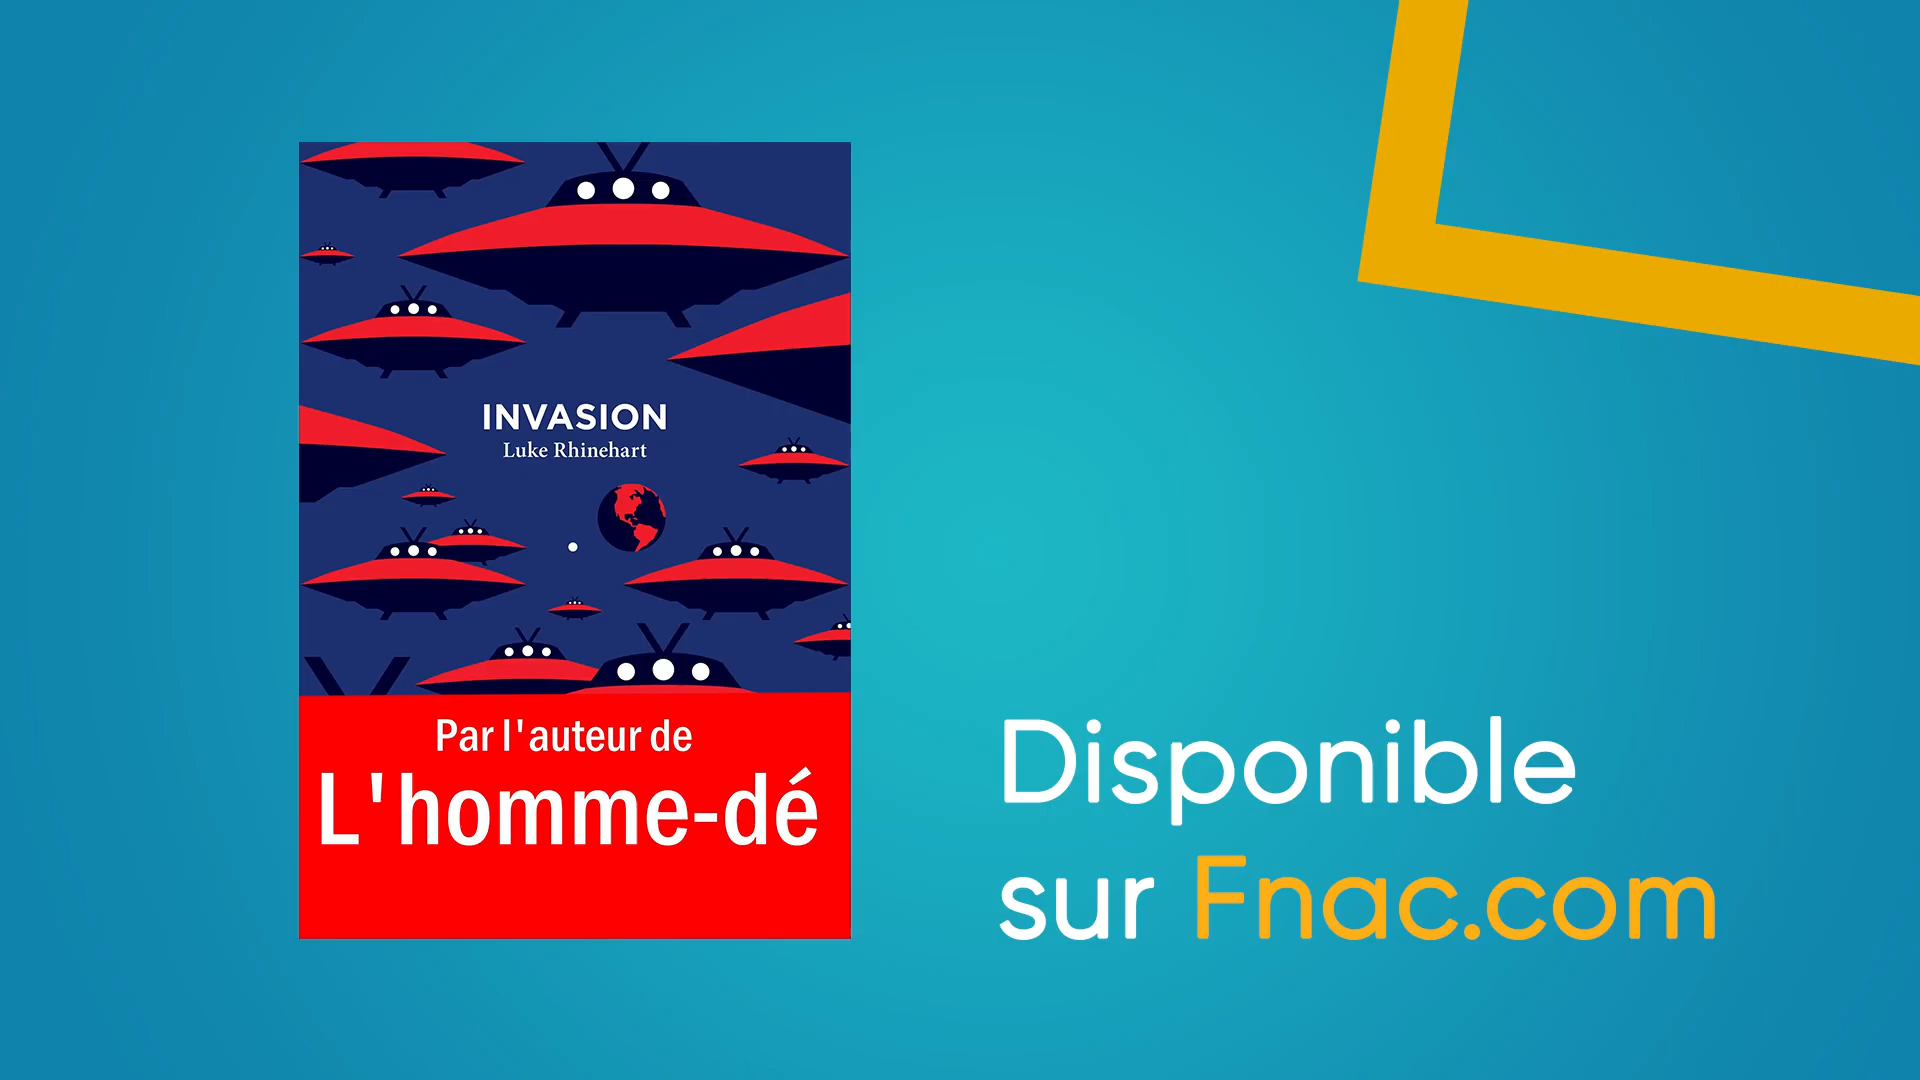 INVASION
Luke Rhinehart
Par l'auteur de
L'homme-dé
Disponible
sur Fnac.com